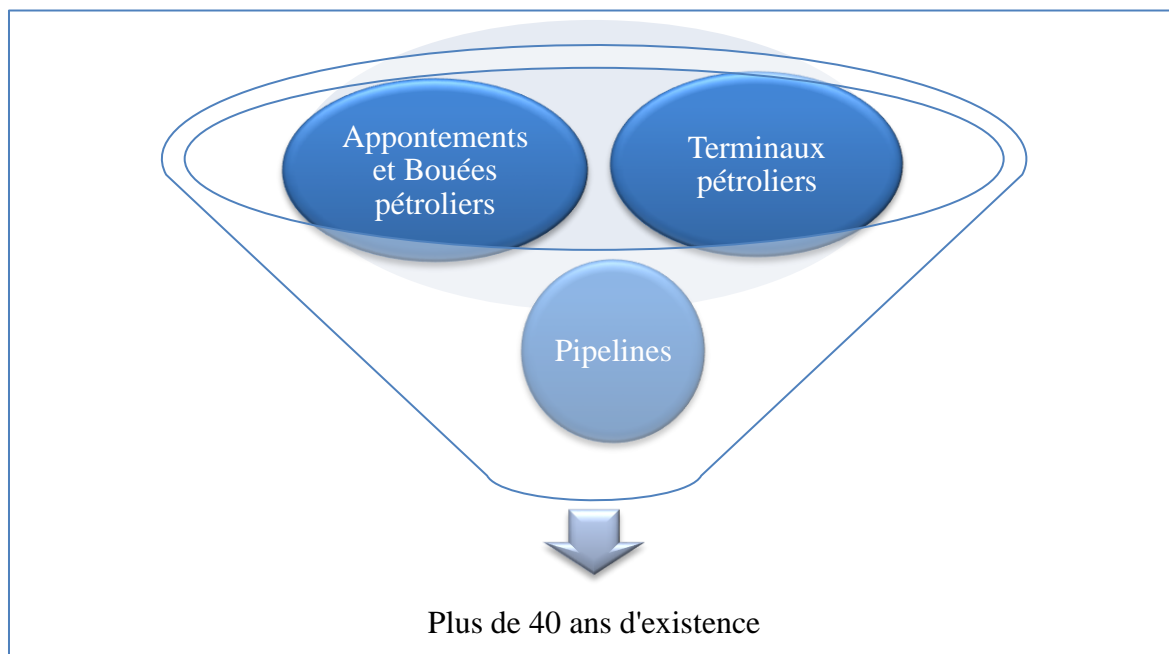 Appontements
et Bouées
pétroliers
Terminaux
pétroliers
Pipelines
Plus de 40 ans d'existence